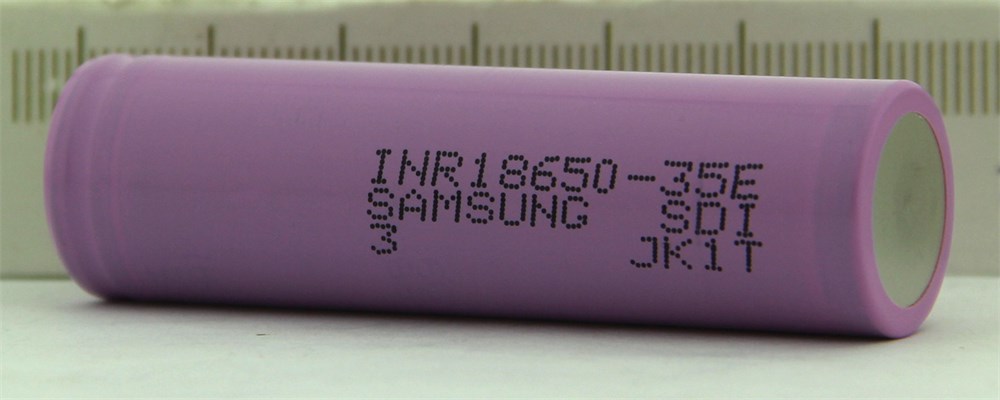 INR18650-35E
SAMSUNG SDI
3 JK1T